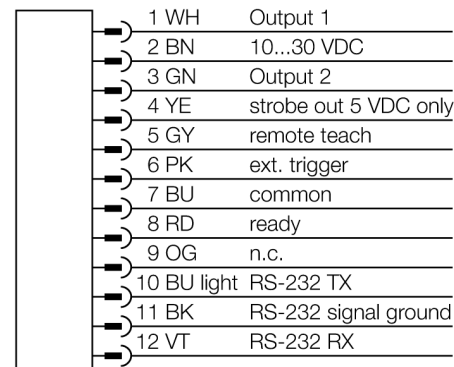 1 WH Output 1
2 BN 10...30 VDC
3 GN Output 2
4 YE strobe out 5 VDC only
5 GY remote teach
6 PK ext. trigger
7 BU common
8 RD ready
9 OG n.c.
10 BU light RS-232 TX
11 BK RS-232 signal ground
12 VT RS-232 RX